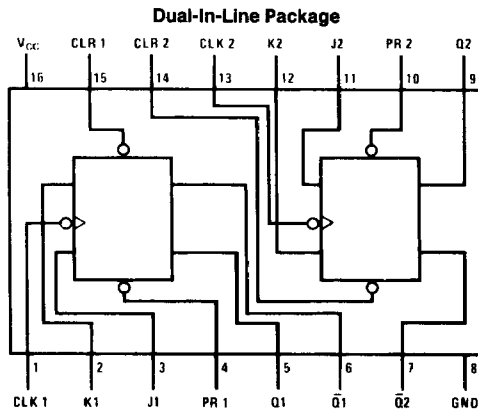 Dual-In-Line Package
VCC CLR 1 CLR 2 CLK 2 K2 J2 PR 2 Q2
16 15 14 13 12 11 10 9
1 2 3 4 5 6 7 8
CLK 1 K1 J1 PR 1 Q1 Q̄1 Q̄2 GND